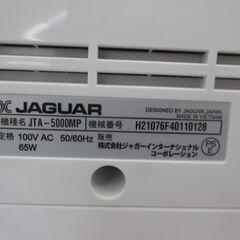 JAGUAR
DESIGNED BY JAGUAR,JAPAN.
MADE IN VIETNAM
機種名 JTA-5000MP 機械番号 H21076F40110128
定格 100V AC 50/60Hz 販売
65W
株式会社ジャガーインターナショナル
コーポレーション
PS
E